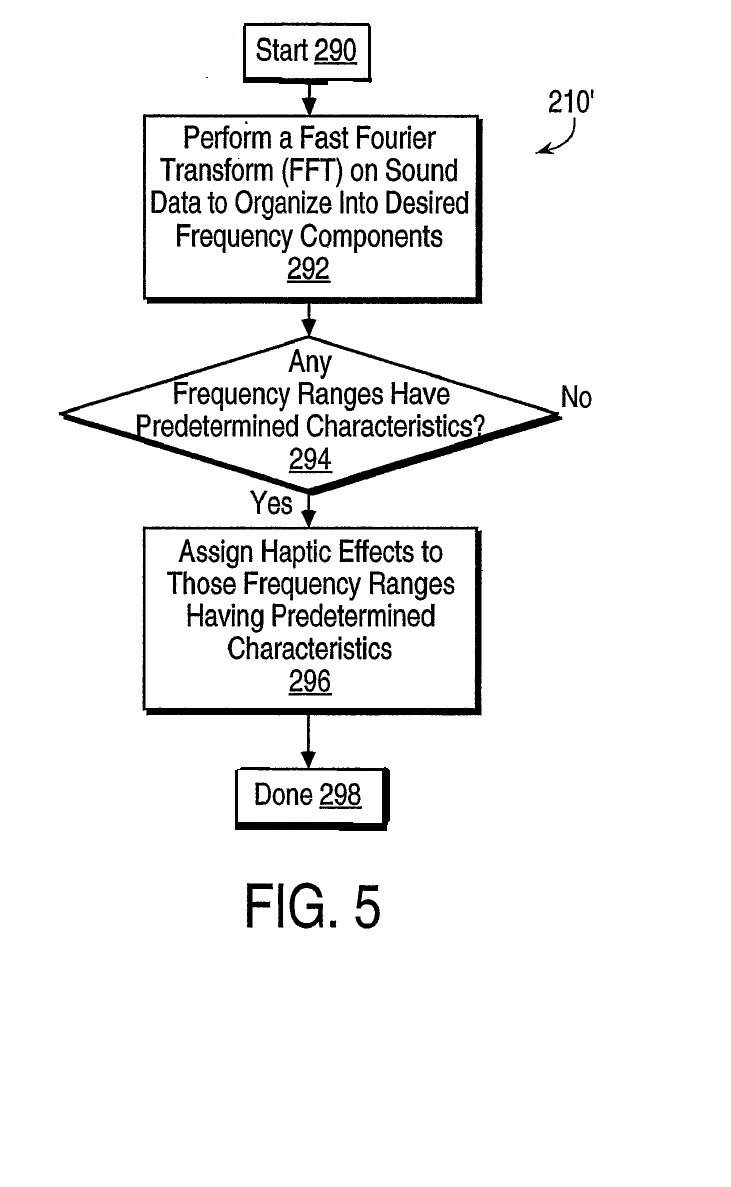 Start 290
210'
Perform a Fast Fourier
Transform (FFT) on Sound
Data to Organize Into Desired
Frequency Components
292
Any
Frequency Ranges Have
Predetermined Characteristics?
294
No
Yes
Assign Haptic Effects to
Those Frequency Ranges
Having Predetermined
Characteristics
296
Done 298
FIG. 5